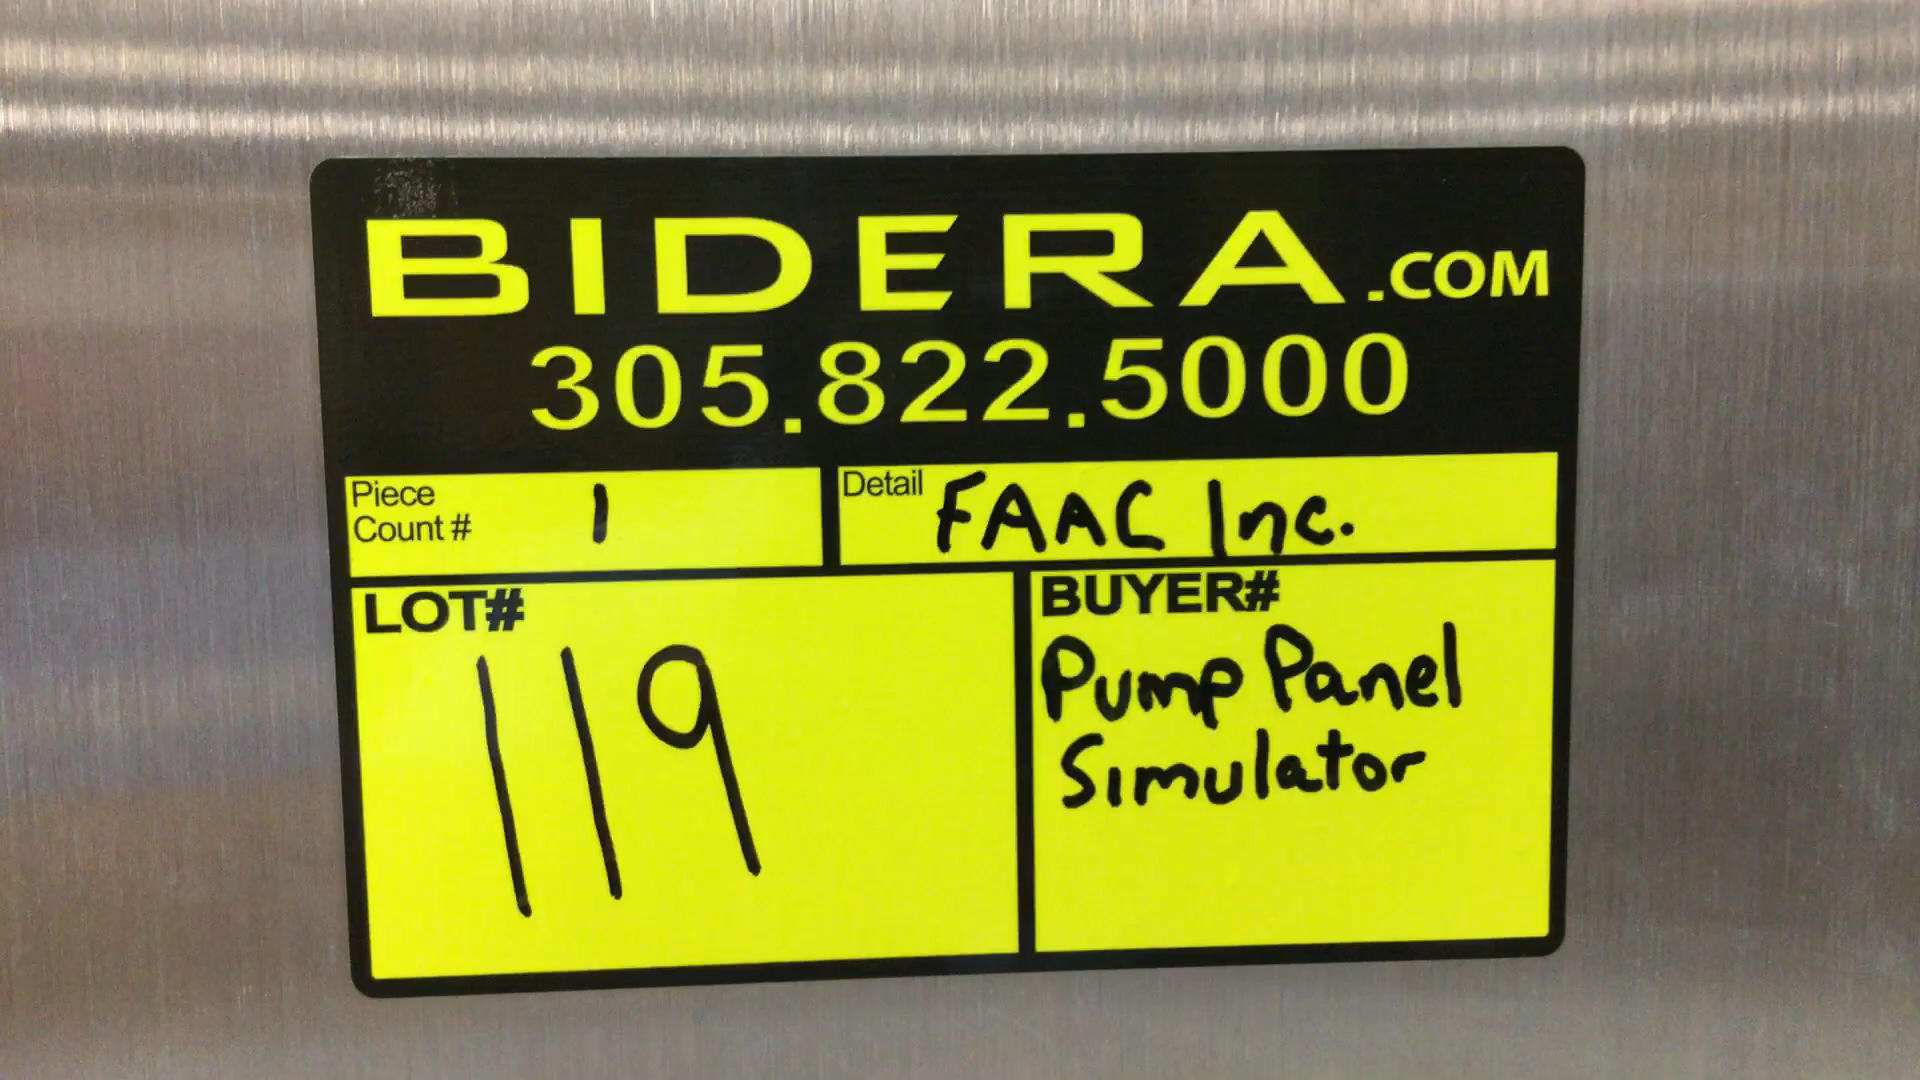 BIDERA.COM
305.822.5000
Piece
Count # 1
Detail FAAC Inc.
LOT#
119
BUYER#
Pump Panel
Simulator